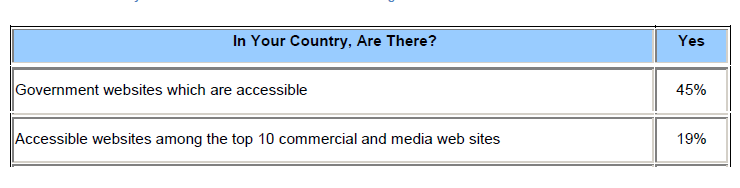 In Your Country, Are There? Yes
Government websites which are accessible 45%
Accessible websites among the top 10 commercial and media web sites 19%